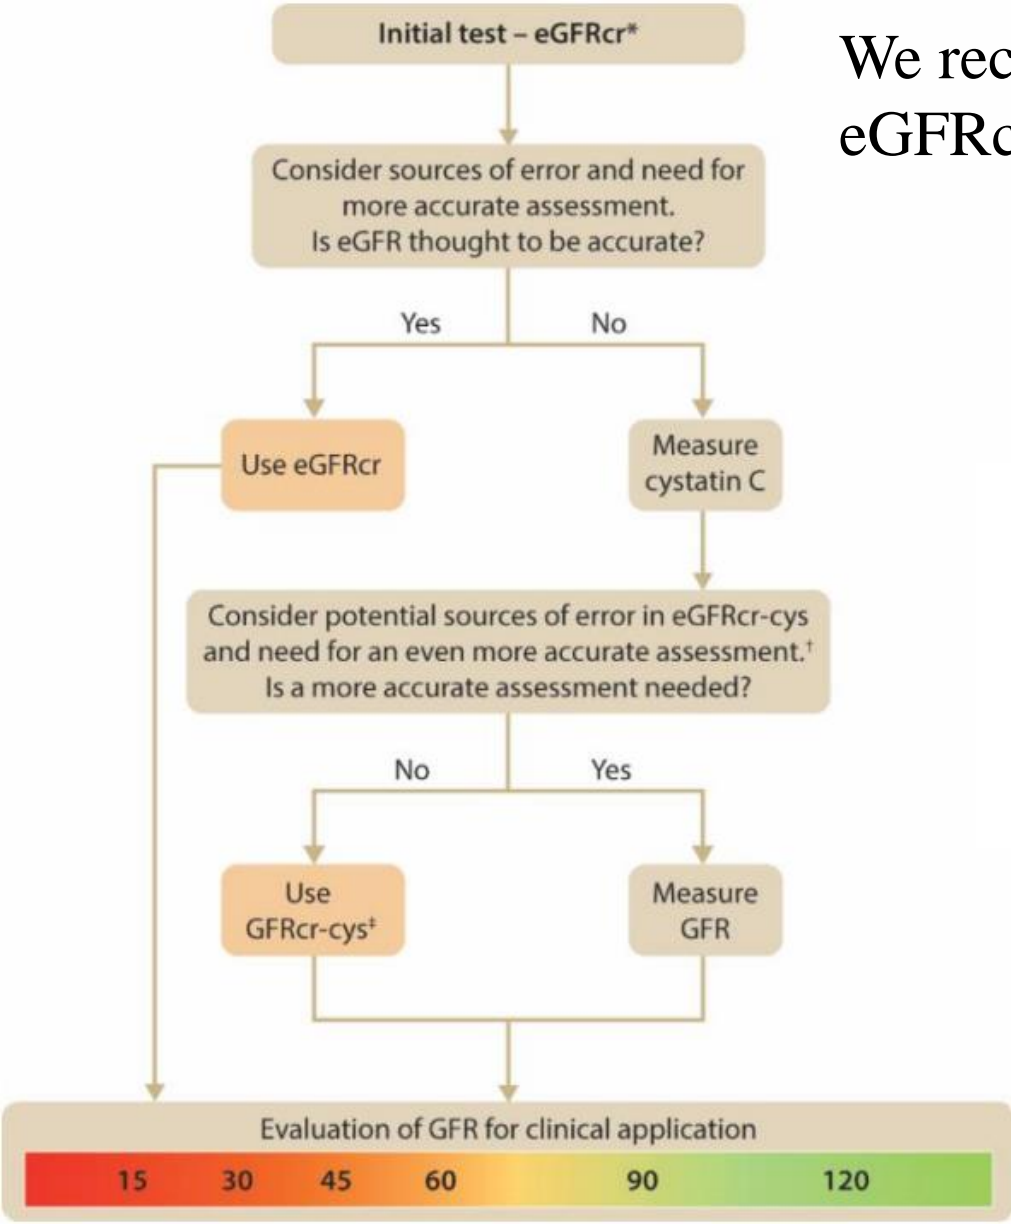 Initial test – eGFRcr*
We rec
eGFRc
Consider sources of error and need for
more accurate assessment.
Is eGFR thought to be accurate?
Yes
No
Use eGFRcr
Measure
cystatin C
Consider potential sources of error in eGFRcr-cys
and need for an even more accurate assessment.†
Is a more accurate assessment needed?
No
Yes
Use
GFRcr-cys‡
Measure
GFR
Evaluation of GFR for clinical application
15 30 45 60 90 120